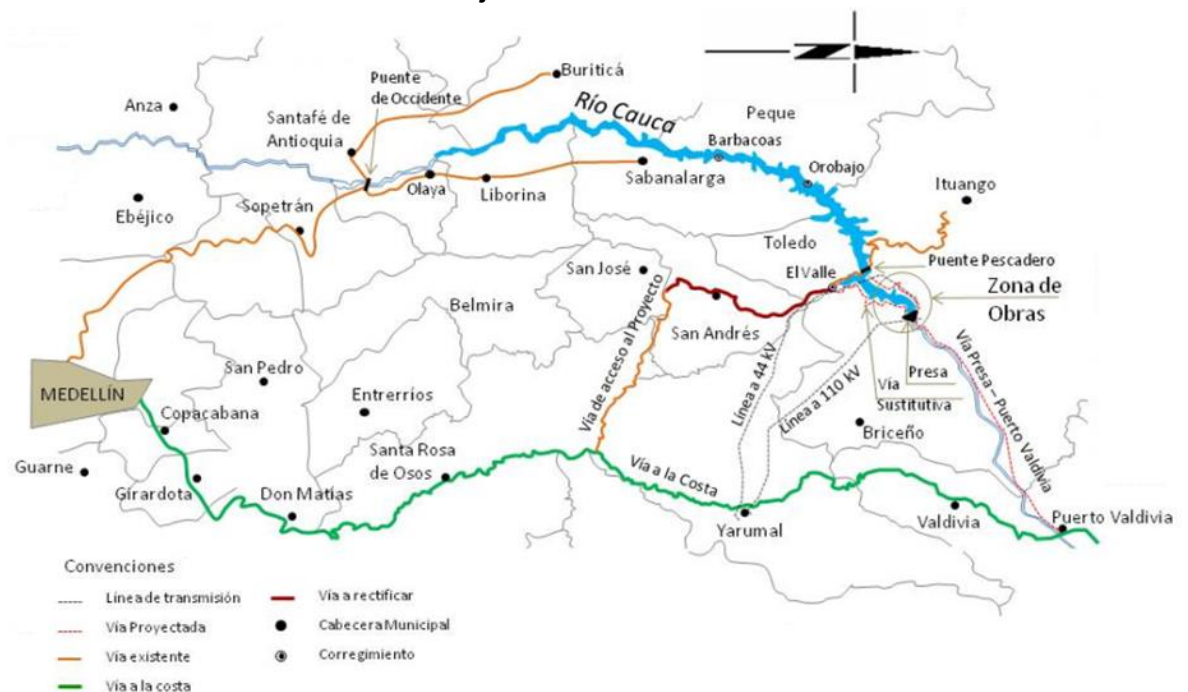 Buriticá
Puente
de Occidente
Anza
Santafé de
Antioquia
Río Cauca
Peque
Barbacoas
Orobajo
Ituango
Sabanalarga
Olaya
Liborina
Ebéjico
Sopetrán
Toledo
Puente Pescadero
El Valle
San José
Zona de
Obras
Belmira
San Andrés
Vía de acceso al Proyecto
Línea a 44 kV
Línea a 110 kV
Vía
Sustitutiva
Presa
Vía Presa – Puerto Valdivia
San Pedro
MEDELLÍN
Entrerríos
Copacabana
Briceño
Santa Rosa
de Osos
Guarne
Girardota
Don Matías
Vía a la Costa
Yarumal
Valdivia
Puerto Valdivia
Convenciones
Línea de transmisión
Vía a rectificar
Vía Proyectada
Cabecera Municipal
Vía existente
Corregimiento
Vía a la costa